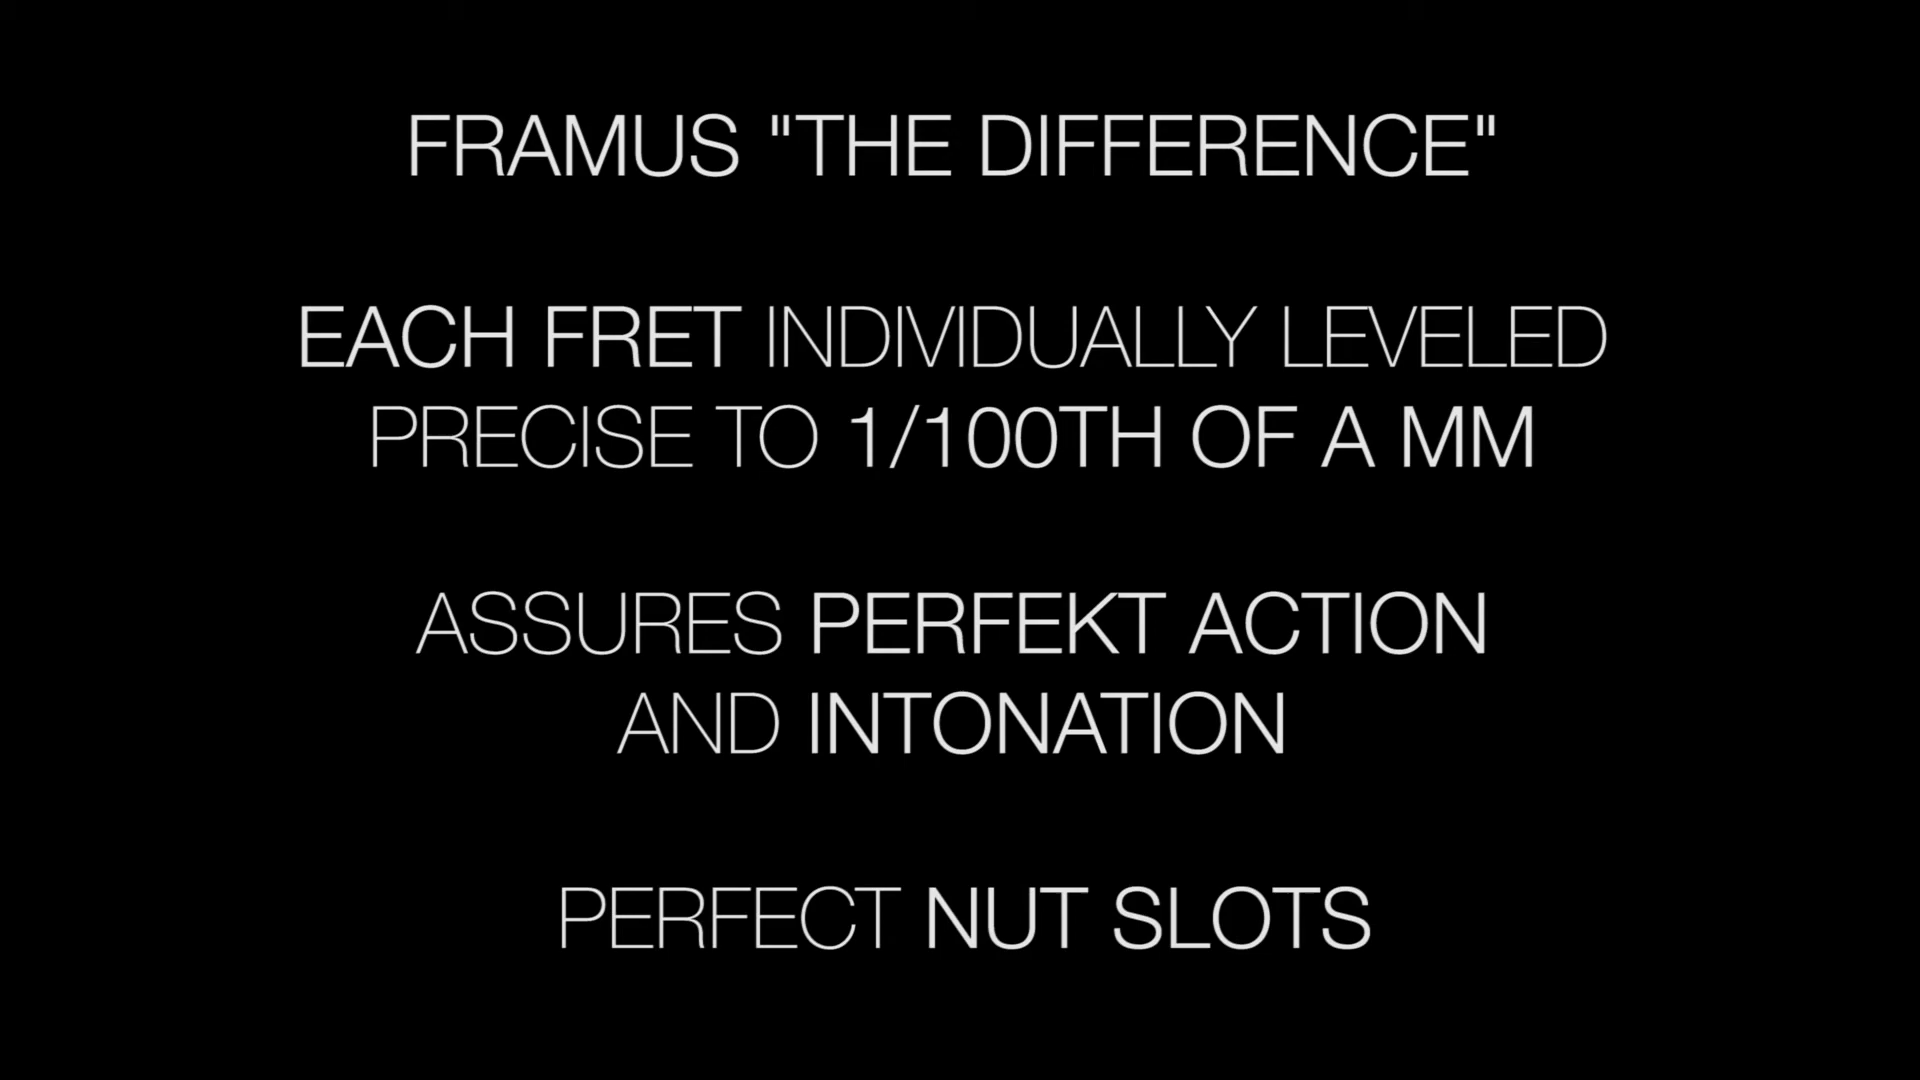 FRAMUS "THE DIFFERENCE"
EACH FRET INDIVIDUALLY LEVELED
PRECISE TO 1/100TH OF A MM
ASSURES PERFEKT ACTION
AND INTONATION
PERFECT NUT SLOTS